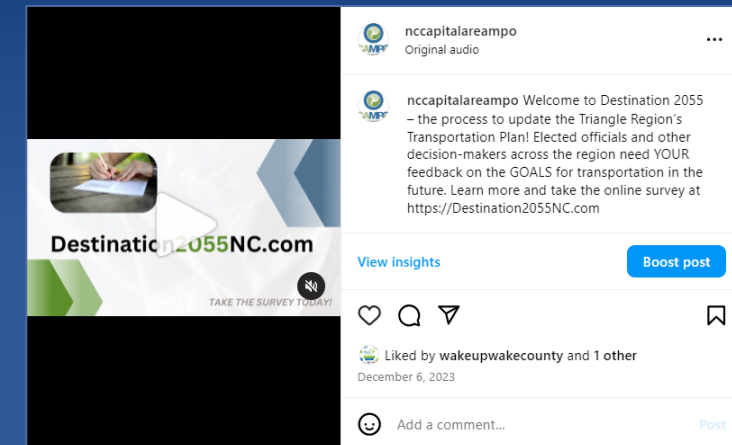 nccapitalareampo
Original audio
nccapitalareampo Welcome to Destination 2055
– the process to update the Triangle Region's
Transportation Plan! Elected officials and other
decision-makers across the region need YOUR
feedback on the GOALS for transportation in the
future. Learn more and take the online survey at
https://Destination2055NC.com
Destination2055NC.com
TAKE THE SURVEY TODAY!
View insights
Boost post
Liked by wakeupwakecounty and 1 other
December 6, 2023
Add a comment...
Post